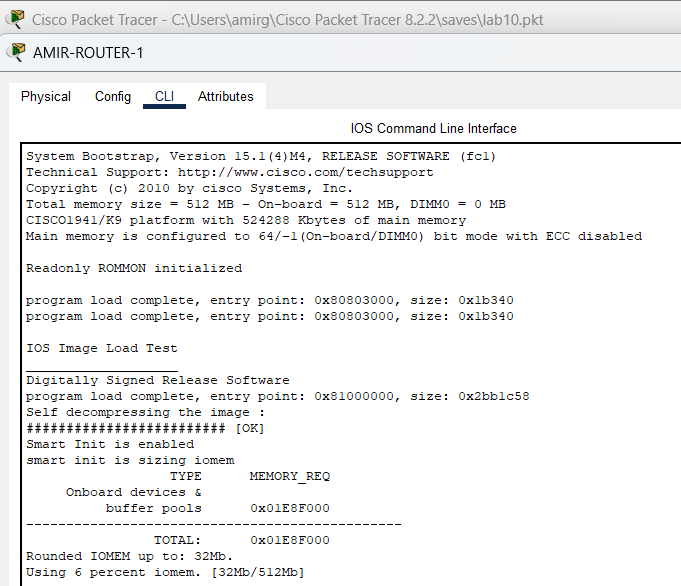 Cisco Packet Tracer - C:\Users\amirg\Cisco Packet Tracer 8.2.2\saves\lab10.pkt
AMIR-ROUTER-1
Physical Config CLI Attributes
IOS Command Line Interface
System Bootstrap, Version 15.1(4)M4, RELEASE SOFTWARE (fc1)
Technical Support: http://www.cisco.com/techsupport
Copyright (c) 2010 by cisco Systems, Inc.
Total memory size = 512 MB - On-board = 512 MB, DIMM0 = 0 MB
CISCO1941/K9 platform with 524288 Kbytes of main memory
Main memory is configured to 64/-1(On-board/DIMM0) bit mode with ECC disabled
Readonly ROMMON initialized
program load complete, entry point: 0x80803000, size: 0x1b340
program load complete, entry point: 0x80803000, size: 0x1b340
IOS Image Load Test
___________________
Digitally Signed Release Software
program load complete, entry point: 0x81000000, size: 0x2bb1c58
Self decompressing the image :
######################### [OK]
Smart Init is enabled
smart init is sizing iomem
TYPE MEMORY_REQ
Onboard devices &
buffer pools 0x01E8F000
-----------------------------------------------
TOTAL: 0x01E8F000
Rounded IOMEM up to: 32Mb.
Using 6 percent iomem. [32Mb/512Mb]